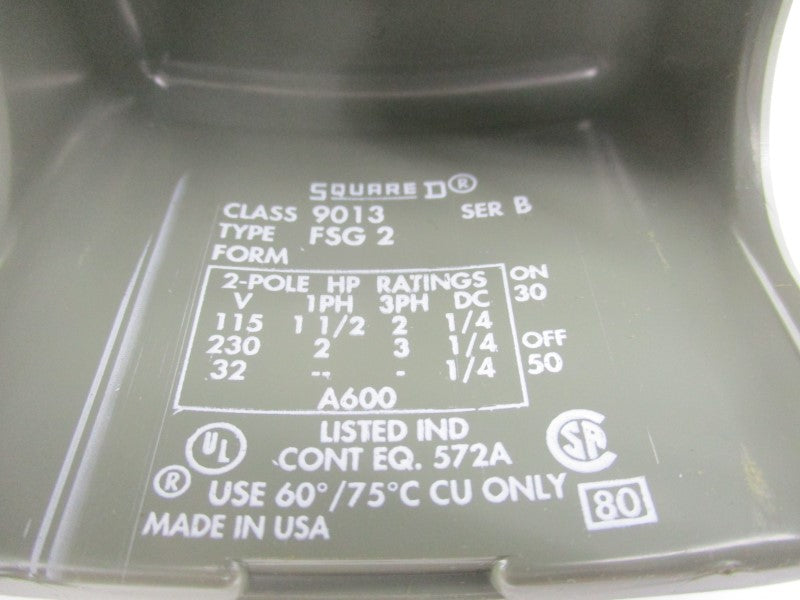 SQUARE D®
CLASS 9013 SER B
TYPE FSG 2
FORM
2-POLE HP RATINGS
V 1PH 3PH DC
115 1 1/2 2 1/4
230 2 3 1/4
32 -- - 1/4
A600
ON
30
OFF
50
UL
LISTED IND
CONT EQ. 572A
SA
® USE 60°/75°C CU ONLY
80
MADE IN USA